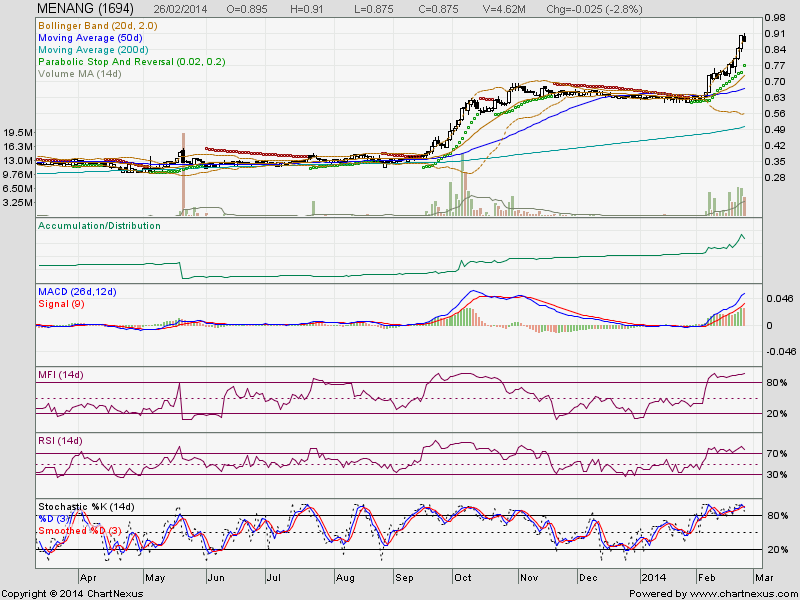 MENANG (1694) 26/02/2014 O=0.895 H=0.91 L=0.875 C=0.875 V=4.62M Chg=-0.025 (-2.8%)
Bollinger Band (20d, 2.0)
Moving Average (50d)
Moving Average (200d)
Parabolic Stop And Reversal (0.02, 0.2)
Volume MA (14d)
0.98
0.91
0.84
0.77
0.70
0.63
0.56
0.49
0.42
0.35
0.28
19.5M
16.3M
13.0M
9.76M
6.50M
3.25M
Accumulation/Distribution
MACD (26d,12d)
Signal (9)
0.046
0
-0.046
MFI (14d)
80%
20%
RSI (14d)
70%
30%
Stochastic %K (14d)
%D (3)
Smoothed %D (3)
80%
20%
Apr May Jun Jul Aug Sep Oct Nov Dec 2014 Feb Mar
Copyright © 2014 ChartNexus
Powered by www.chartnexus.com